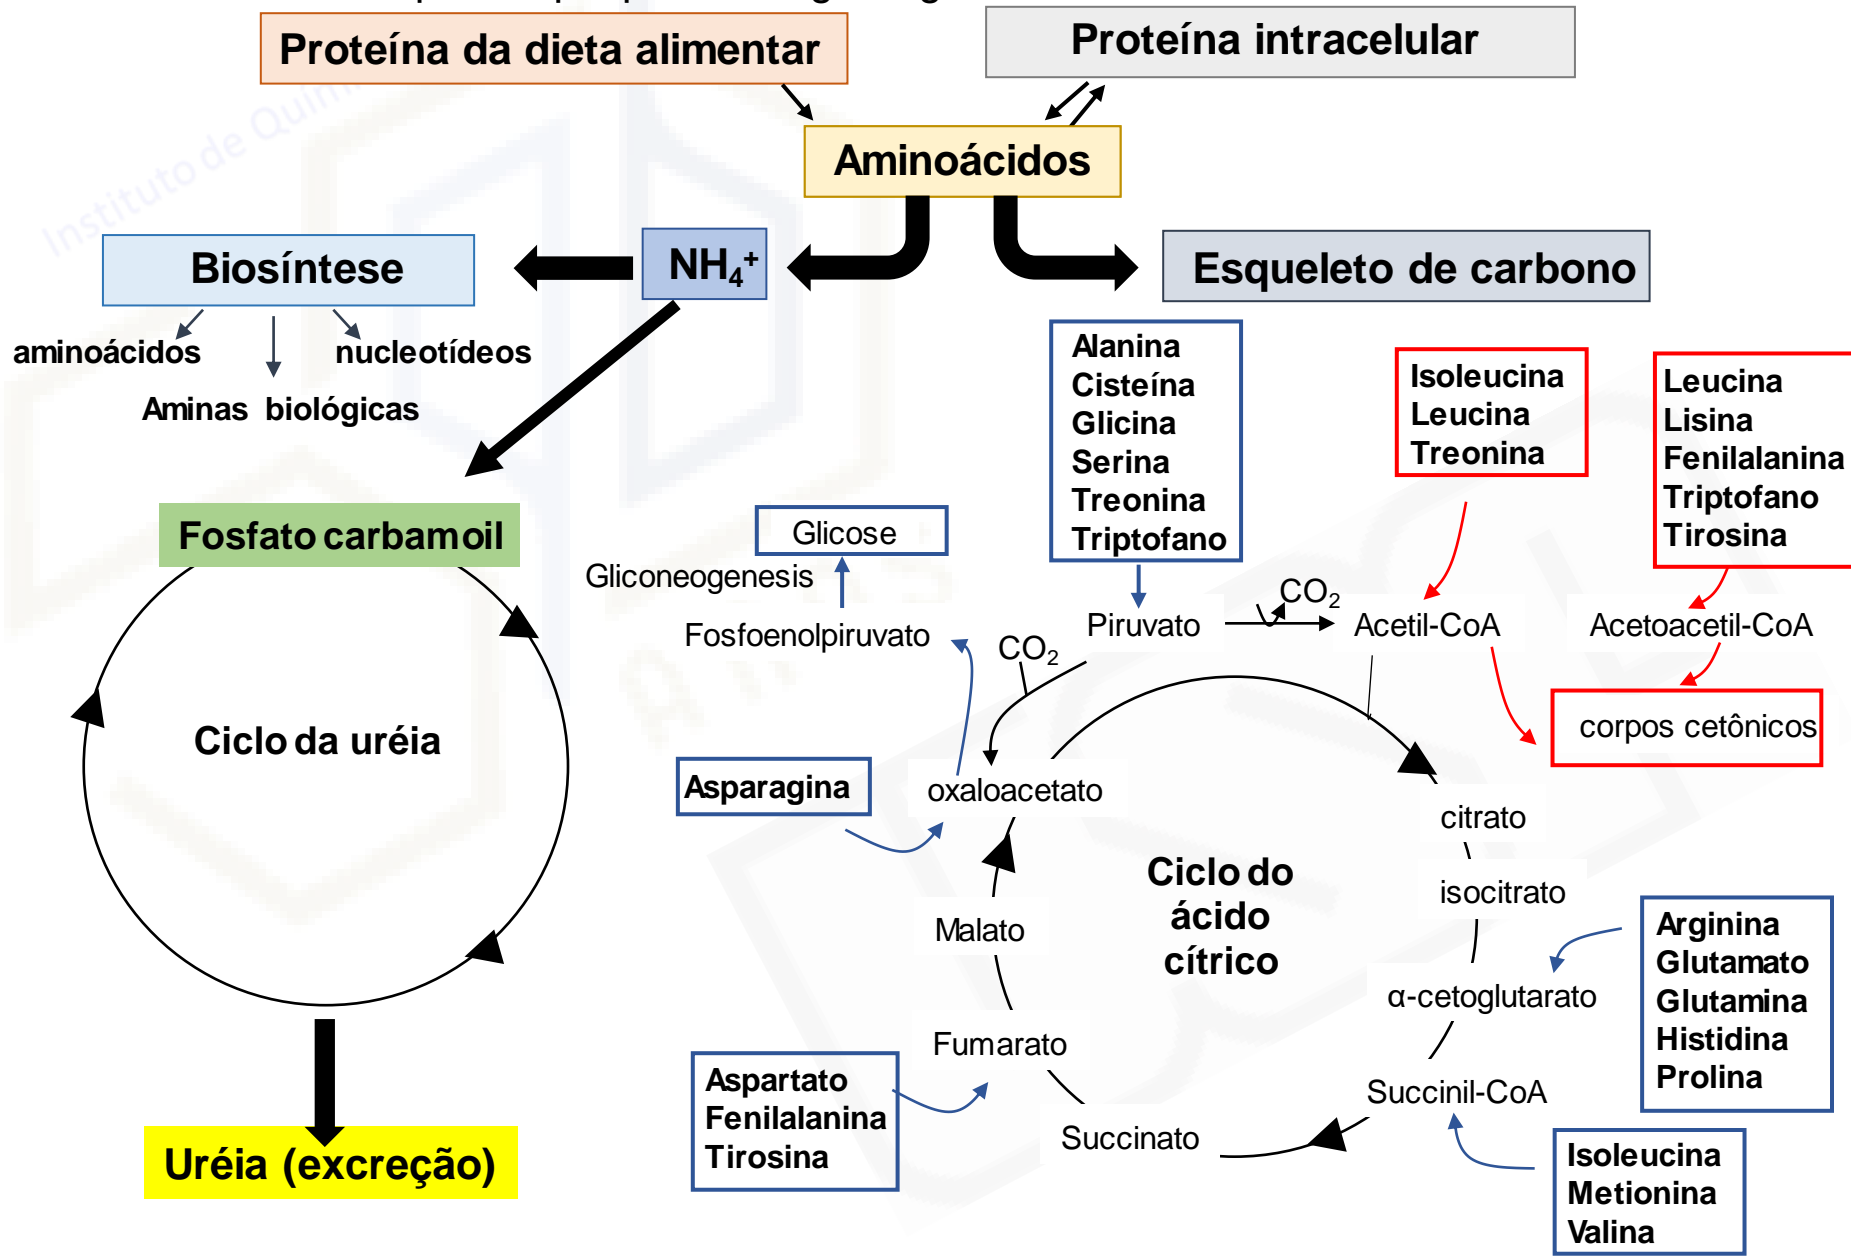 Proteína da dieta alimentar
Proteína intracelular
Instituto de Quími
Aminoácidos
Biosíntese
NH₄⁺
Esqueleto de carbono
aminoácidos
nucleotídeos
Aminas biológicas
Alanina
Cisteína
Glicina
Serina
Treonina
Triptofano
Isoleucina
Leucina
Treonina
Leucina
Lisina
Fenilalanina
Triptofano
Tirosina
Fosfato carbamoil
Glicose
Gliconeogenesis
Fosfoenolpiruvato
CO₂
Piruvato
CO₂
Acetil-CoA
Acetoacetil-CoA
corpos cetônicos
Ciclo da uréia
Asparagina
oxaloacetato
citrato
isocitrato
Ciclo do
ácido
cítrico
Malato
α-cetoglutarato
Arginina
Glutamato
Glutamina
Histidina
Prolina
Fumarato
Aspartato
Fenilalanina
Tirosina
Succinil-CoA
Succinato
Isoleucina
Metionina
Valina
Uréia (excreção)